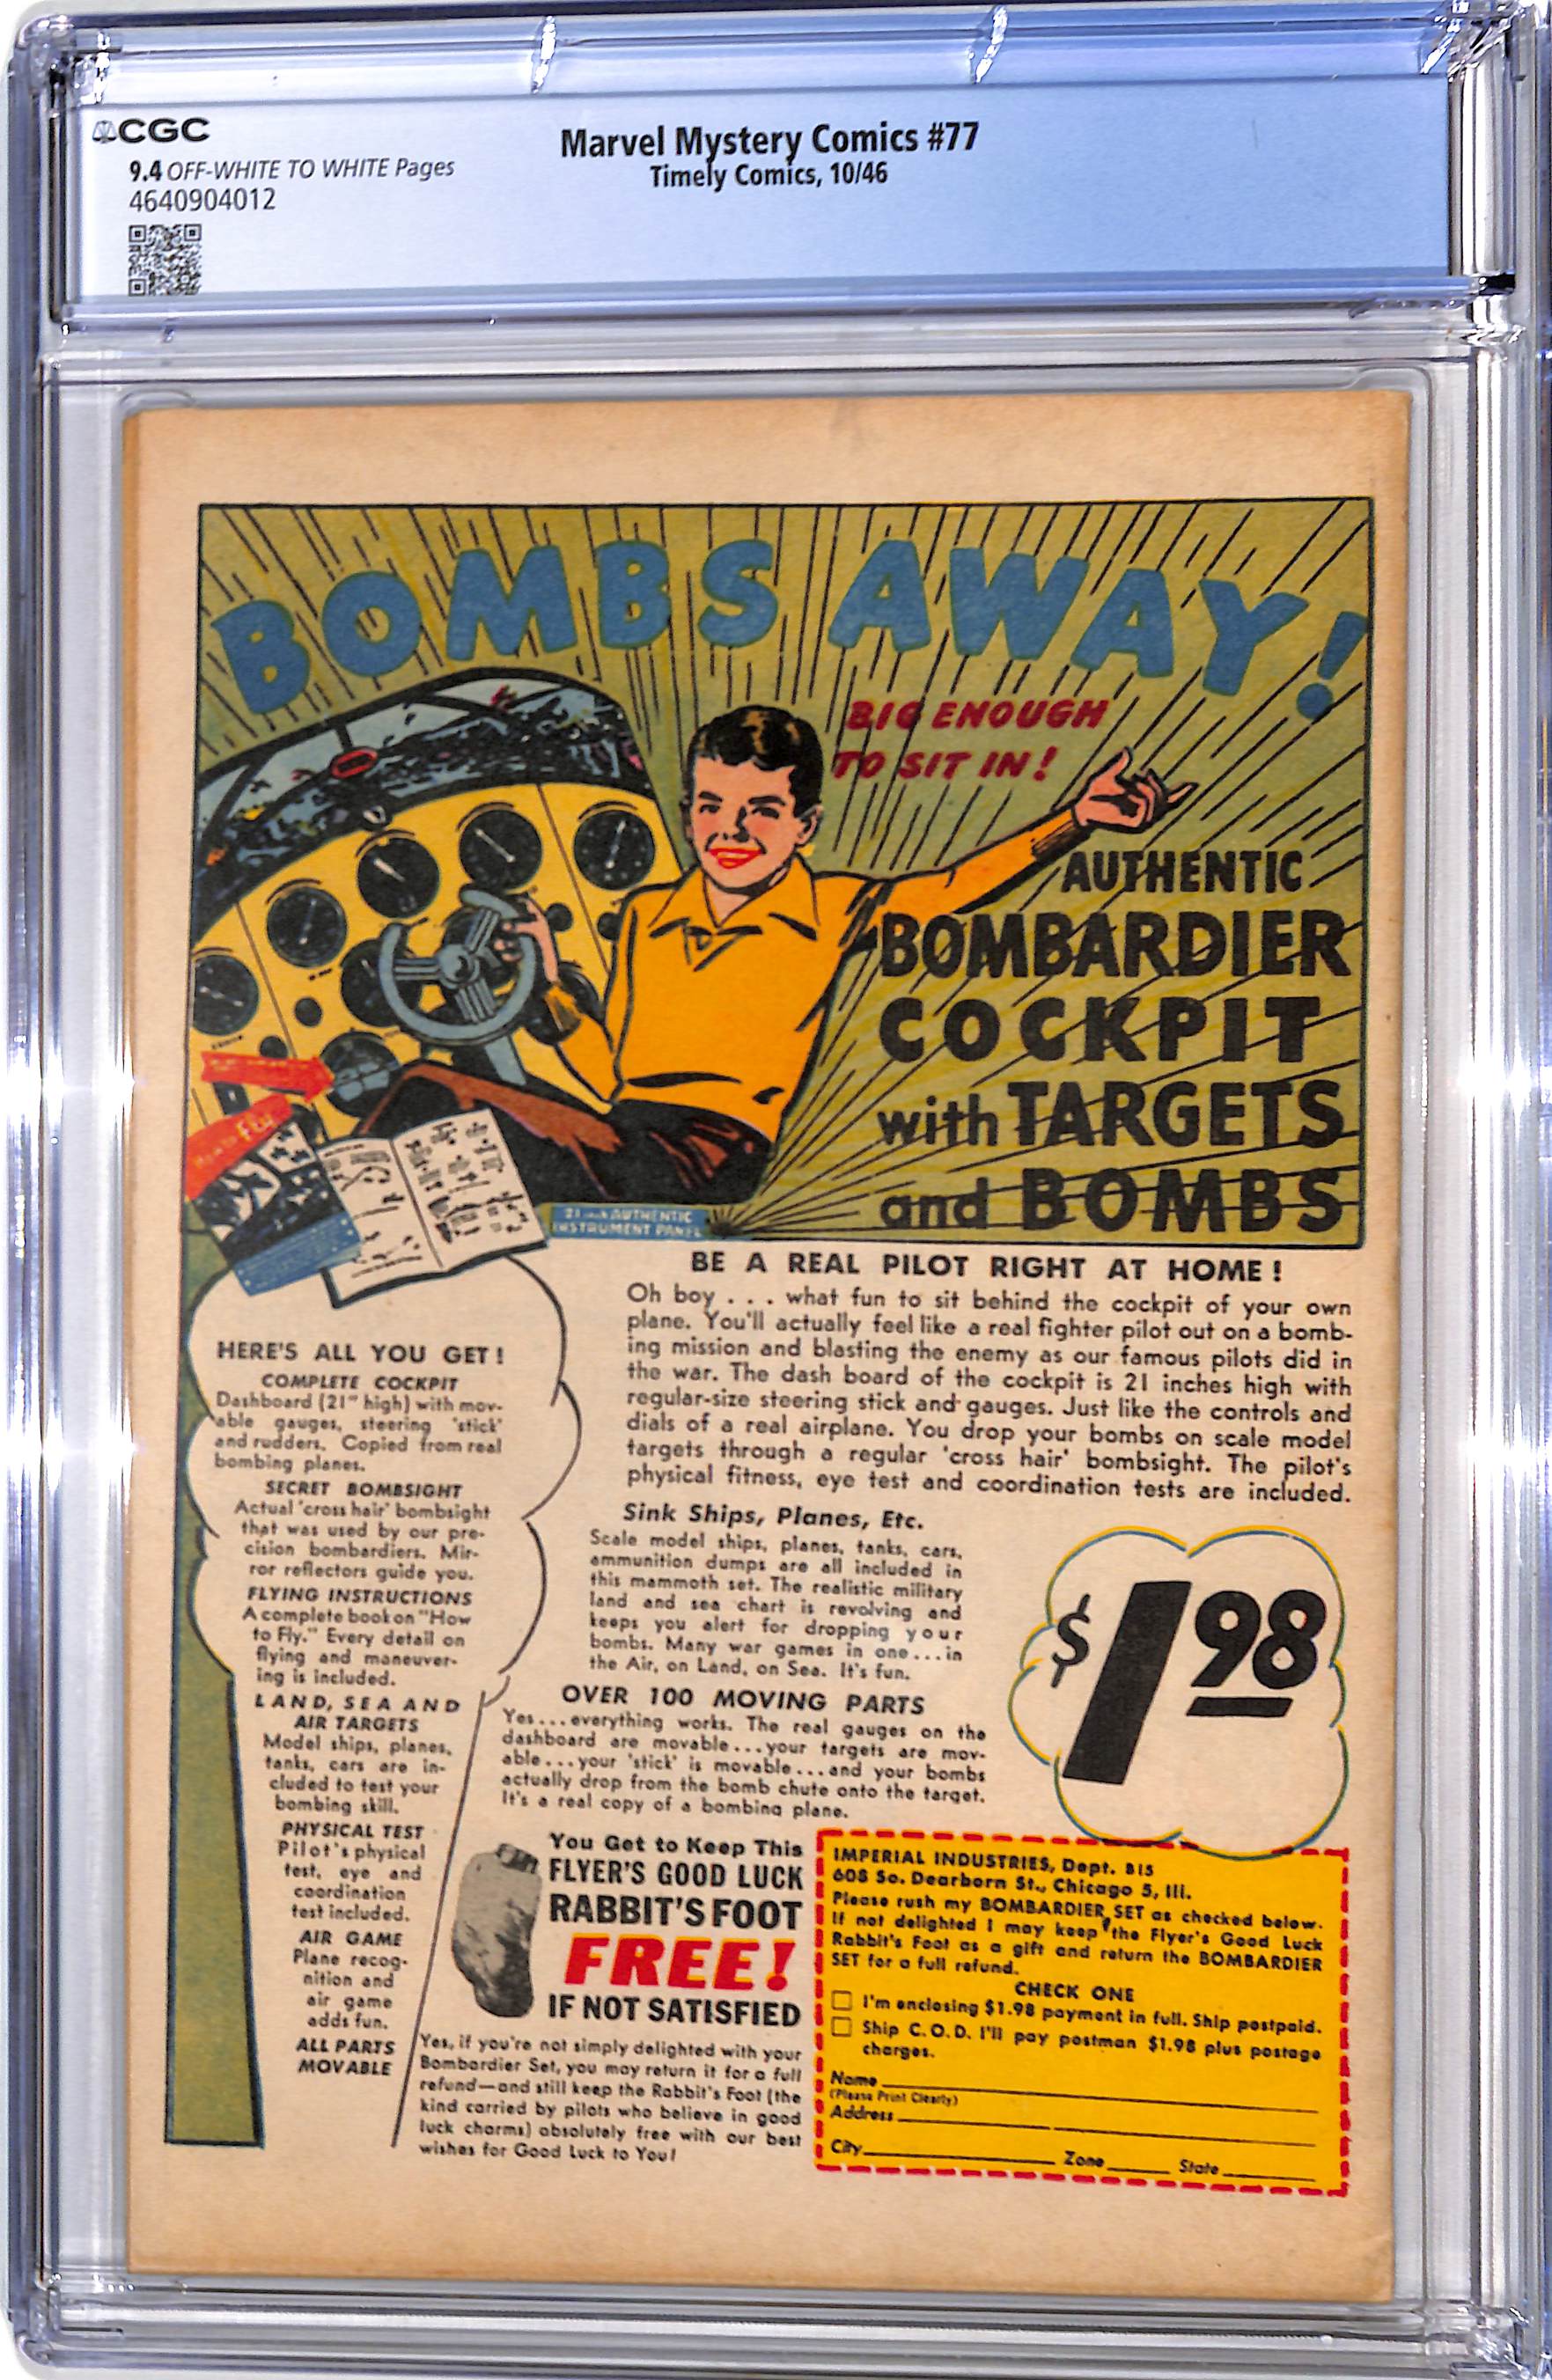 CGC
9.4 OFF-WHITE TO WHITE Pages
4640904012
Marvel Mystery Comics #77
Timely Comics, 10/46
BOMBS AWAY!
BIG ENOUGH
TO SIT IN!
AUTHENTIC
BOMBARDIER
COCKPIT
with TARGETS
and BOMBS
21 AUTHENTIC
INSTRUMENT PANEL
HERE'S ALL YOU GET!
COMPLETE COCKPIT
Dashboard (21" high) with mov-
able gauges, steering 'stick'
and rudders. Copied from real
bombing planes.
SECRET BOMBSIGHT
Actual 'cross hair' bombsight
that was used by our pre-
cision bombardiers. Mir-
ror reflectors guide you.
FLYING INSTRUCTIONS
A complete book on "How
to Fly." Every detail on
flying and maneuver-
ing is included.
LAND, SEA AND
AIR TARGETS
Model ships, planes,
tanks, cars are in-
cluded to test your
bombing skill.
PHYSICAL TEST
Pilot's physical
test, eye and
coordination
test included.
AIR GAME
Plane recog-
nition and
air game
adds fun.
ALL PARTS
MOVABLE
BE A REAL PILOT RIGHT AT HOME!
Oh boy . . . what fun to sit behind the cockpit of your own
plane. You'll actually feel like a real fighter pilot out on a bomb-
ing mission and blasting the enemy as our famous pilots did in
the war. The dash board of the cockpit is 21 inches high with
regular-size steering stick and gauges. Just like the controls and
dials of a real airplane. You drop your bombs on scale model
targets through a regular 'cross hair' bombsight. The pilot's
physical fitness, eye test and coordination tests are included.
Sink Ships, Planes, Etc.
Scale model ships, planes, tanks, cars,
ammunition dumps are all included in
this mammoth set. The realistic military
land and sea chart is revolving and
keeps you alert for dropping your
bombs. Many war games in one...in
the Air, on Land, on Sea. It's fun.
$1.98
OVER 100 MOVING PARTS
Yes...everything works. The real gauges on the
dashboard are movable...your targets are mov-
able...your 'stick' is movable...and your bombs
actually drop from the bomb chute onto the target.
It's a real copy of a bombing plane.
You Get to Keep This
FLYER'S GOOD LUCK
RABBIT'S FOOT
FREE!
IF NOT SATISFIED
Yes, if you're not simply delighted with your
Bombardier Set, you may return it for a full
refund—and still keep the Rabbit's Foot (the
kind carried by pilots who believe in good
luck charms) absolutely free with our best
wishes for Good Luck to You!
IMPERIAL INDUSTRIES, Dept. B15
608 So. Dearborn St., Chicago 5, Ill.
Please rush my BOMBARDIER SET as checked below.
If not delighted I may keep the Flyer's Good Luck
Rabbit's Foot as a gift and return the BOMBARDIER
SET for a full refund.
CHECK ONE
I'm enclosing $1.98 payment in full. Ship postpaid.
Ship C.O.D. I'll pay postman $1.98 plus postage
charges.
Name
(Please Print Clearly)
Address
City Zone State